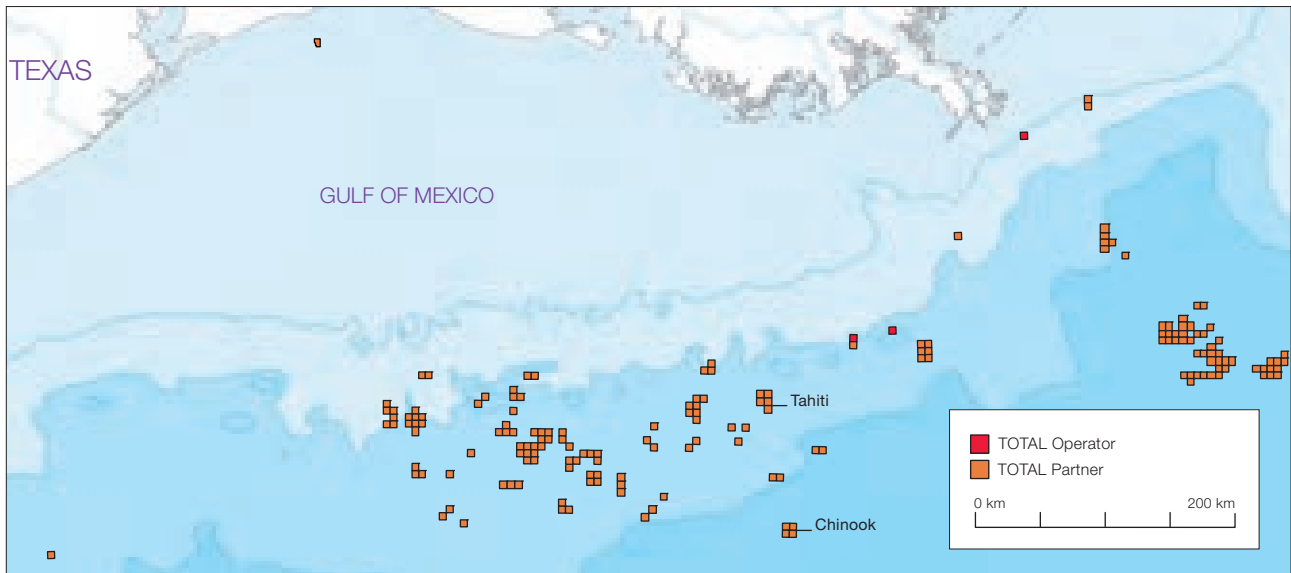 TEXAS
GULF OF MEXICO
Tahiti
Chinook
TOTAL Operator
TOTAL Partner
0 km 200 km